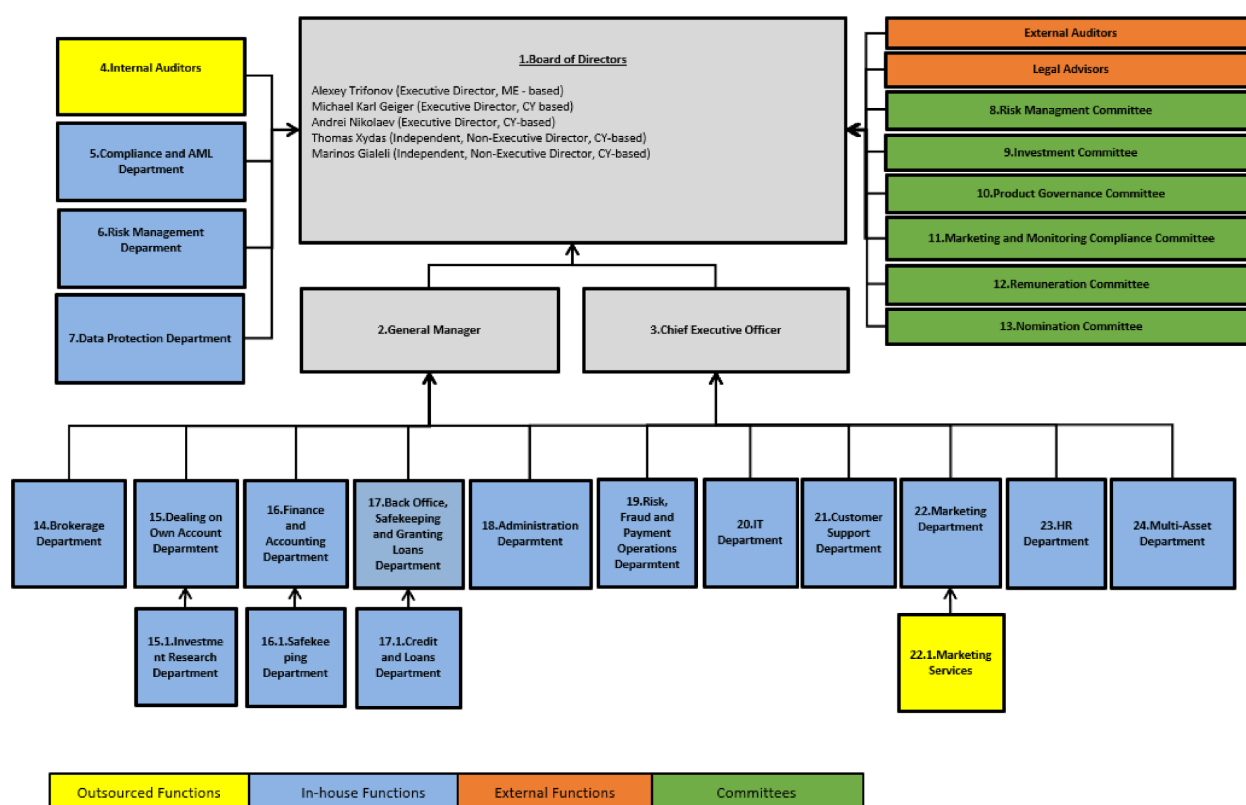 4.Internal Auditors
5.Compliance and AML
Department
6.Risk Management
Department
7.Data Protection Department
1.Board of Directors
Alexey Trifonov (Executive Director, ME - based)
Michael Karl Geiger (Executive Director, CY based)
Andrei Nikolaev (Executive Director, CY-based)
Thomas Xydas (Independent, Non-Executive Director, CY-based)
Marinos Gialeli (Independent, Non-Executive Director, CY-based)
External Auditors
Legal Advisors
8.Risk Managment Committee
9.Investment Committee
10.Product Governance Committee
11.Marketing and Monitoring Compliance Committee
12.Remuneration Committee
13.Nomination Committee
2.General Manager
3.Chief Executive Officer
14.Brokerage
Department
15.Dealing on
Own Account
Deparmtent
16.Finance
and
Accounting
Department
17.Back Office,
Safekeeping
and Granting
Loans
Department
18.Administration
Deparmtent
19.Risk,
Fraud and
Payment
Operations
Deparmtent
20.IT
Department
21.Customer
Support
Department
22.Marketing
Department
23.HR
Department
24.Multi-Asset
Department
15.1.Investme
nt Research
Department
16.1.Safekee
ping
Department
17.1.Credit
and Loans
Department
22.1.Marketing
Services
Outsourced Functions
In-house Functions
External Functions
Committees